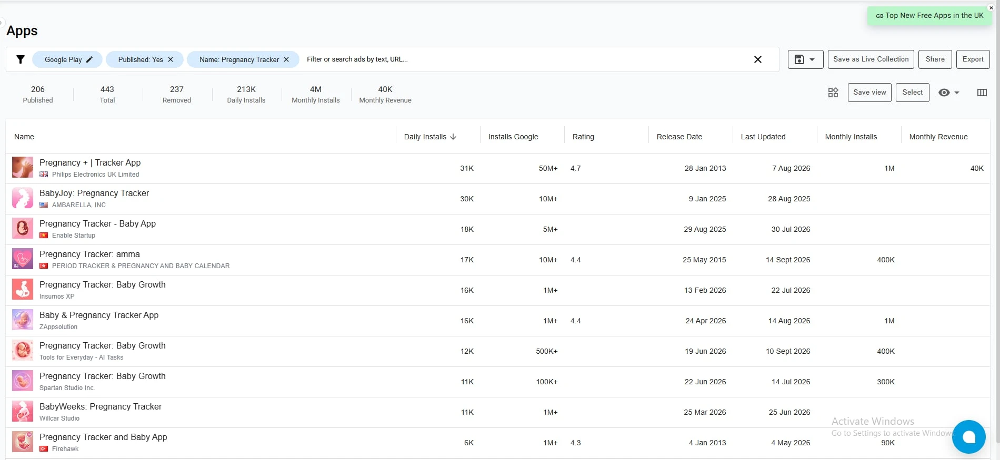 GB Top New Free Apps in the UK
Apps
Google Play
Published: Yes
Name: Pregnancy Tracker
Filter or search ads by text, URL...
Save as Live Collection
Share
Export
206
Published
443
Total
237
Removed
213K
Daily Installs
4M
Monthly Installs
40K
Monthly Revenue
Save view
Select
Name Daily Installs Installs Google Rating Release Date Last Updated Monthly Installs Monthly Revenue
Pregnancy + | Tracker App
Philips Electronics UK Limited
31K 50M+ 4.7 28 Jan 2013 7 Aug 2026 1M 40K
BabyJoy: Pregnancy Tracker
AMBARELLA, INC
30K 10M+ 9 Jan 2025 28 Aug 2025
Pregnancy Tracker - Baby App
Enable Startup
18K 5M+ 29 Aug 2025 30 Jul 2026
Pregnancy Tracker: amma
PERIOD TRACKER & PREGNANCY AND BABY CALENDAR
17K 10M+ 4.4 25 May 2015 14 Sept 2026 400K
Pregnancy Tracker: Baby Growth
Insumos XP
16K 1M+ 13 Feb 2026 22 Jul 2026
Baby & Pregnancy Tracker App
ZAppsolution
16K 1M+ 4.4 24 Apr 2026 14 Aug 2026 1M
Pregnancy Tracker: Baby Growth
Tools for Everyday - AI Tasks
12K 500K+ 19 Jun 2026 10 Sept 2026 400K
Pregnancy Tracker: Baby Growth
Spartan Studio Inc.
11K 100K+ 22 Jun 2026 14 Jul 2026 300K
BabyWeeks: Pregnancy Tracker
Willcar Studio
11K 1M+ 25 Mar 2026 25 Jun 2026
Pregnancy Tracker and Baby App
Firehawk
6K 1M+ 4.3 4 Jan 2013 4 May 2026 90K
Activate Windows
Go to Settings to activate Windows.